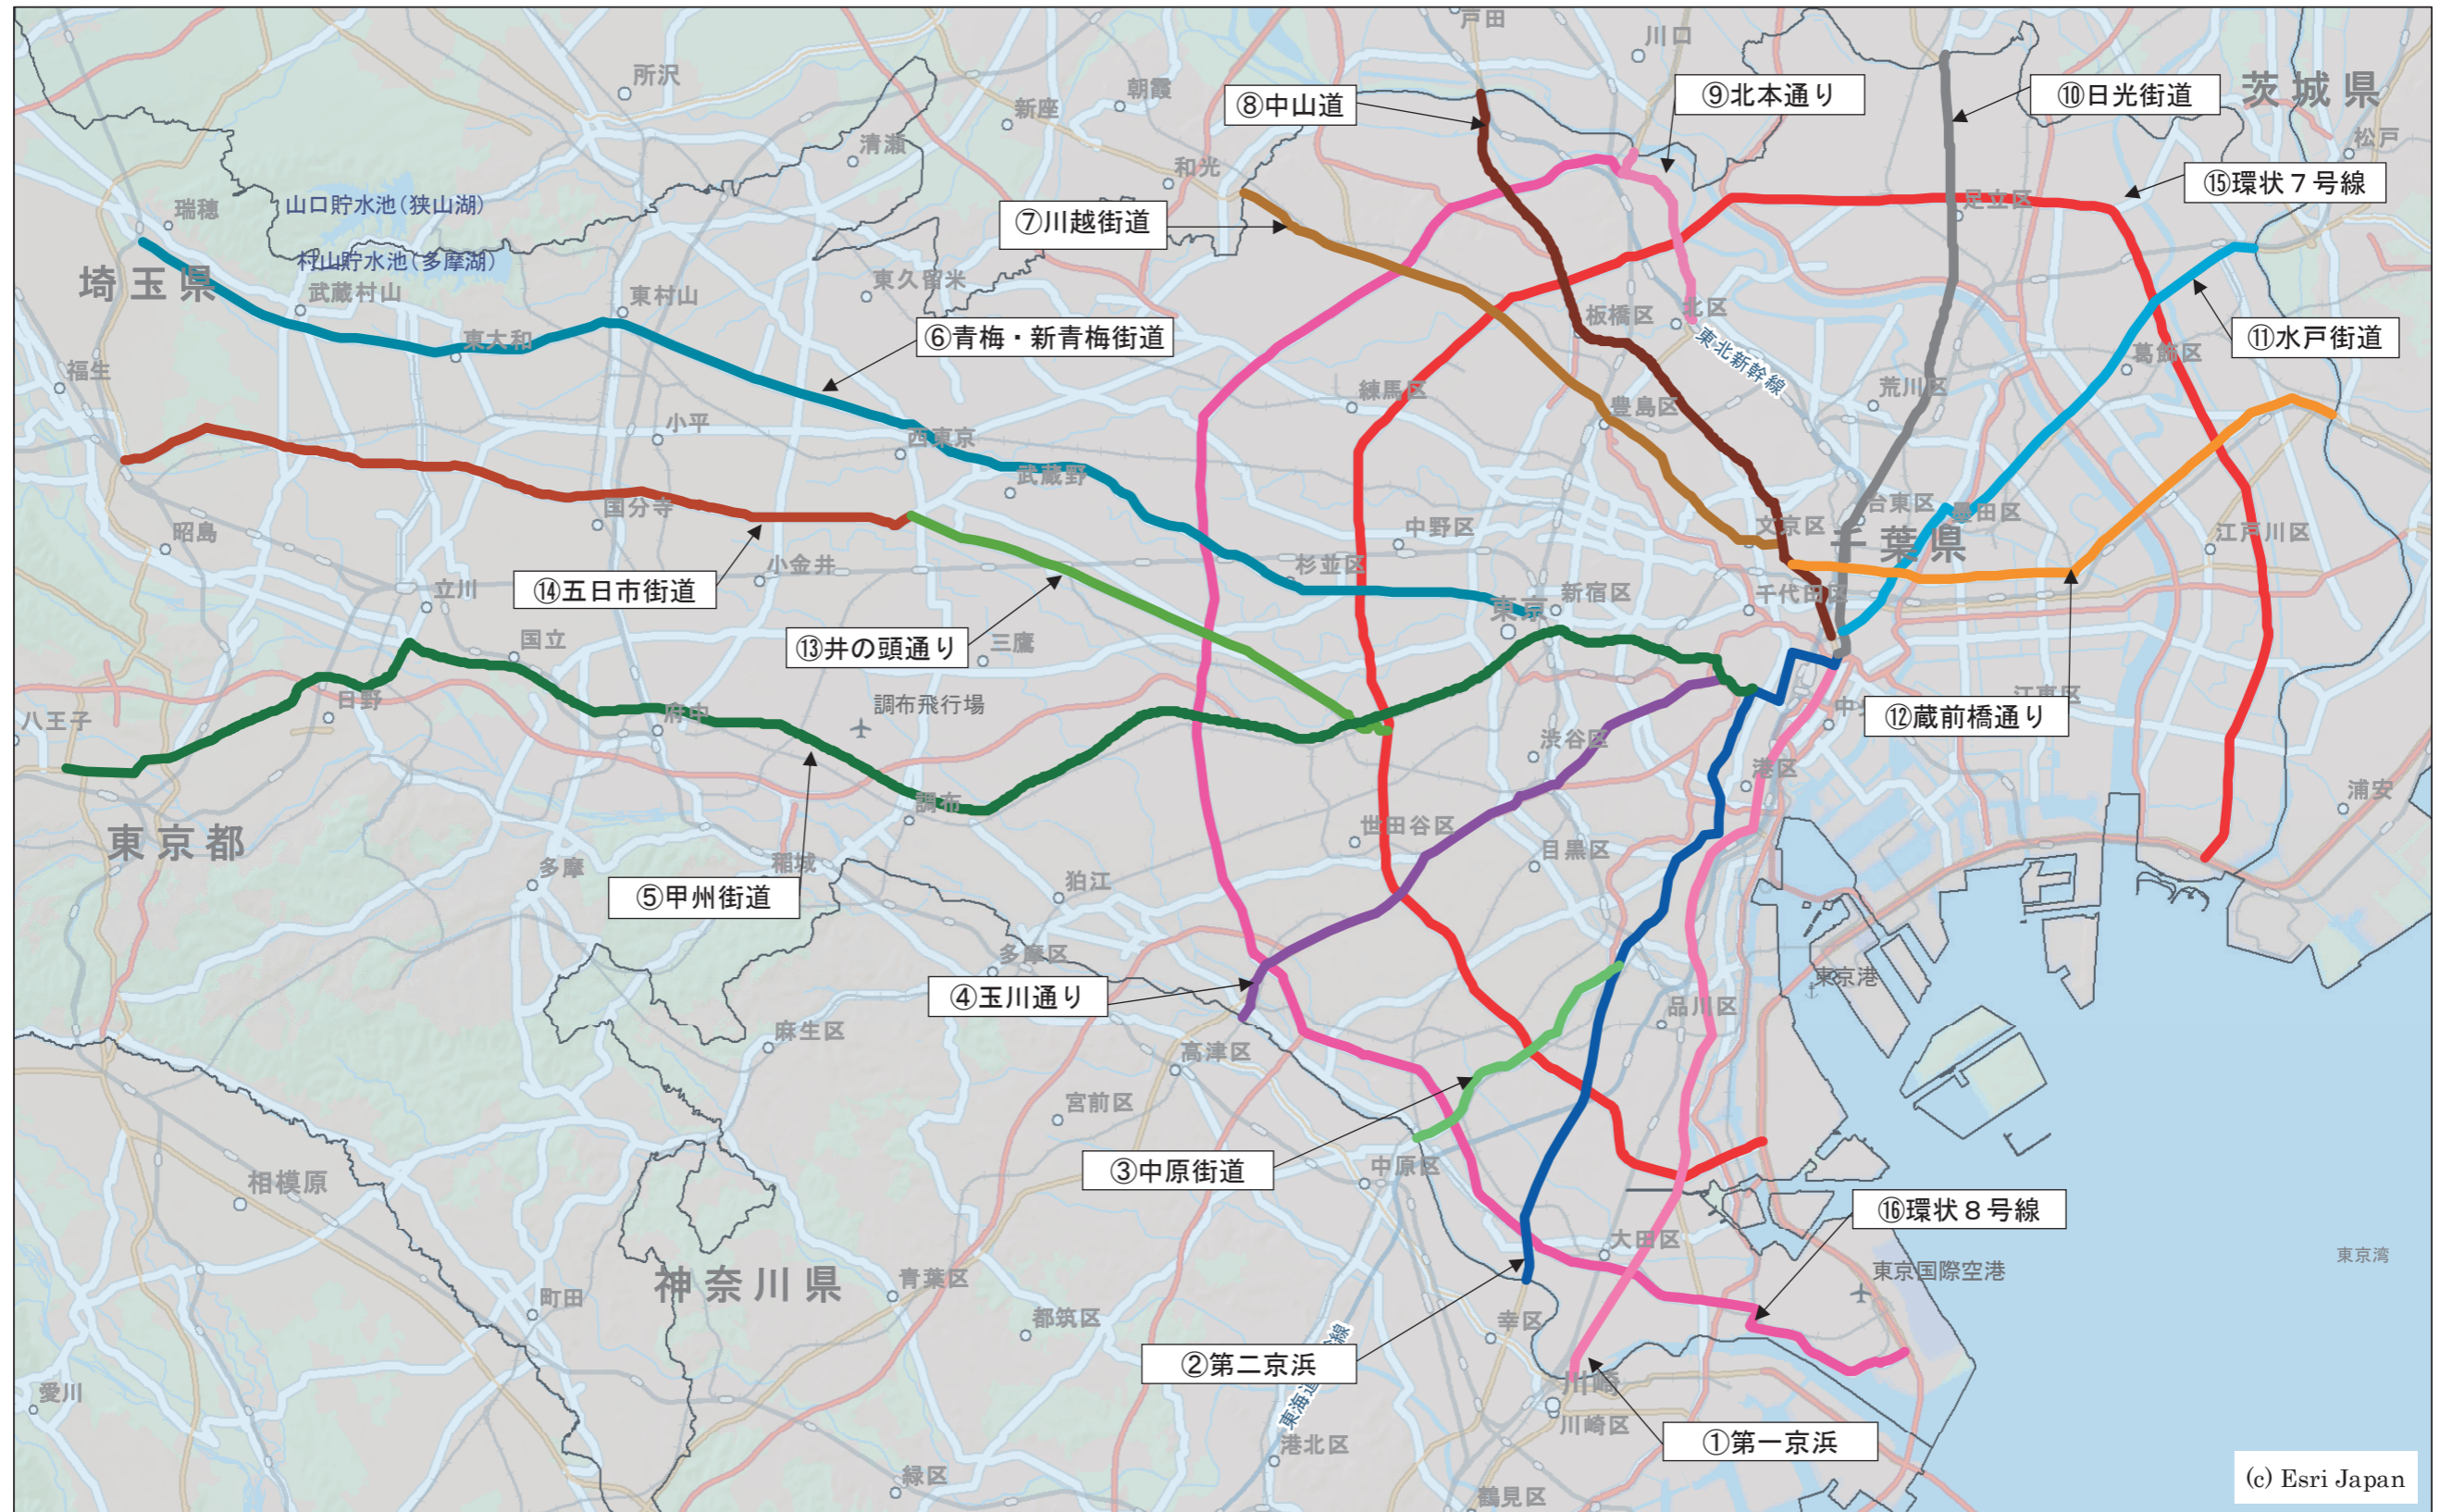 戸田
川口
所沢
朝霞
新座
⑧中山道
⑨北本通り
⑩日光街道
茨城県
松戸
清瀬
和光
⑮環状７号線
瑞穂
山口貯水池(狭山湖)
⑦川越街道
足立区
村山貯水池(多摩湖)
埼玉県
武蔵村山
東村山
東久留米
板橋区
北区
⑥青梅・新青梅街道
東大和
東北新幹線
⑪水戸街道
葛飾区
福生
練馬区
豊島区
荒川区
小平
西東京
武蔵野
国分寺
昭島
中野区
文京区
台東区
墨田区
千葉県
江戸川区
小金井
杉並区
⑭五日市街道
立川
東京
新宿区
千代田区
国立
⑬井の頭通り
三鷹
日野
府中
調布飛行場
江東区
⑫蔵前橋通り
中央
八王子
渋谷区
港区
調布
浦安
世田谷区
東京都
多摩
稲城
目黒区
⑤甲州街道
狛江
多摩区
④玉川通り
東京港
品川区
麻生区
高津区
宮前区
③中原街道
中原区
相模原
⑯環状８号線
大田区
東京湾
神奈川県
青葉区
東京国際空港
町田
都筑区
幸区
②第二京浜
川崎
愛川
東海道
線
川崎区
港北区
①第一京浜
緑区
鶴見区
(c) Esri Japan